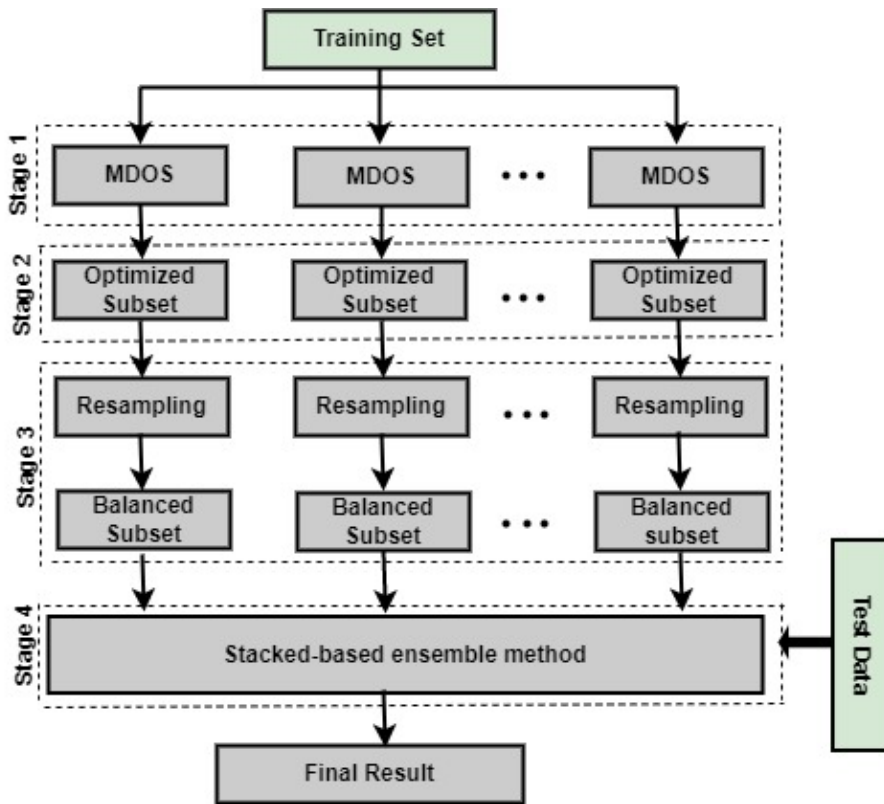 Training Set
Stage 1
MDOS
MDOS
• • •
MDOS
Stage 2
Optimized
Subset
Optimized
Subset
• • •
Optimized
Subset
Stage 3
Resampling
Resampling
• • •
Resampling
Balanced
Subset
Balanced
Subset
• • •
Balanced
subset
Stage 4
Stacked-based ensemble method
Test Data
Final Result